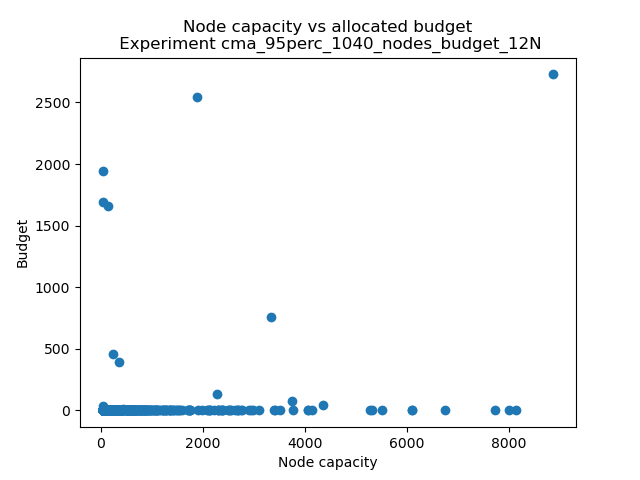 Node capacity vs allocated budget
Experiment cma_95perc_1040_nodes_budget_12N
2500
2000
1500
1000
500
0
Budget
0 2000 4000 6000 8000
Node capacity